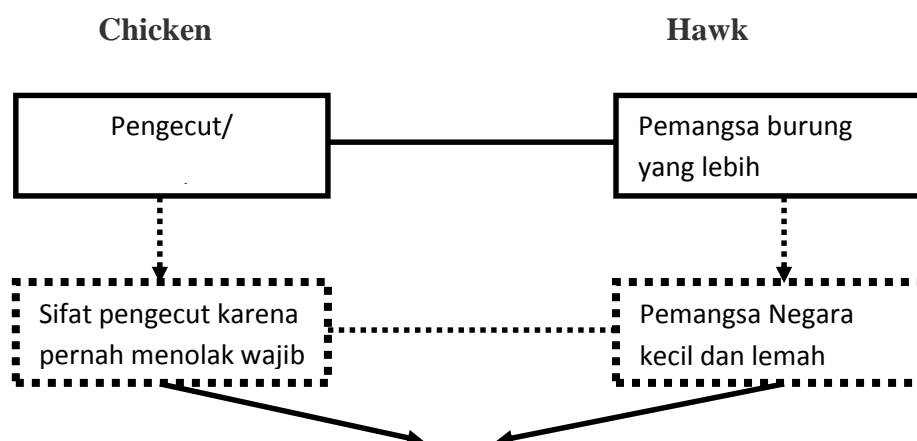 Chicken
Hawk
Pengecut/
Pemangsa burung
yang lebih
Sifat pengecut karena
pernah menolak wajib
Pemangsa Negara
kecil dan lemah